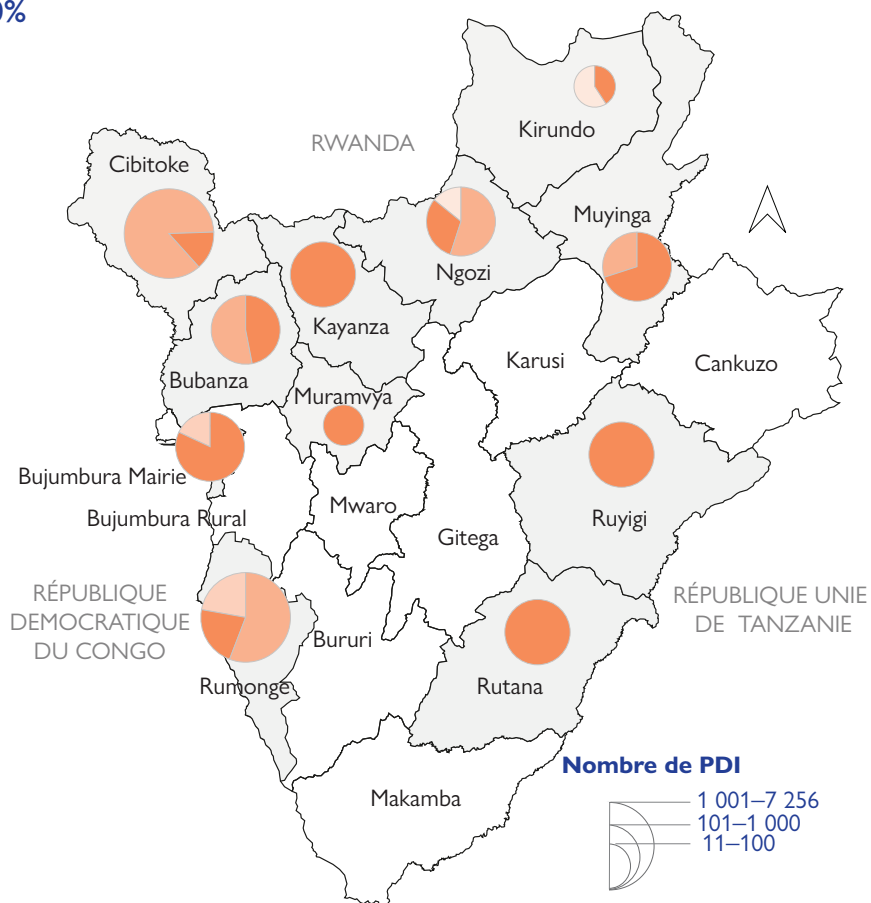 0%
Kirundo
RWANDA
Cibitoke
Muyinga
Ngozi
Kayanza
Karusi
Cankuzo
Bubanza
Muramvya
Bujumbura Mairie
Mwaro
Bujumbura Rural
Ruyigi
Gitega
RÉPUBLIQUE
DEMOCRATIQUE
DU CONGO
RÉPUBLIQUE UNIE
DE TANZANIE
Bururi
Rumonge
Rutana
Nombre de PDI
1 001–7 256
101–1 000
11–100
Makamba